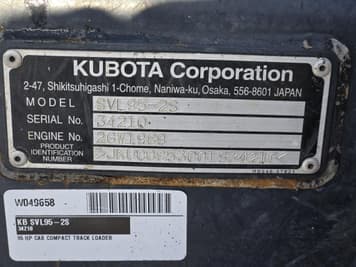 KUBOTA Corporation
2-47, Shikitsuhigashi 1-Chome, Naniwa-ku, Osaka, 556-8601 JAPAN
MODEL SVL95-2S
SERIAL No. 34210
ENGINE No.
PRODUCT
IDENTIFICATION
NUMBER
W049658
KB SVL95-2S
34210
95 HP CAB COMPACT TRACK LOADER